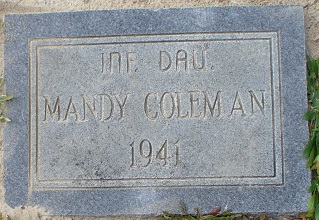 INF. DAU.
MANDY COLEMAN
1941